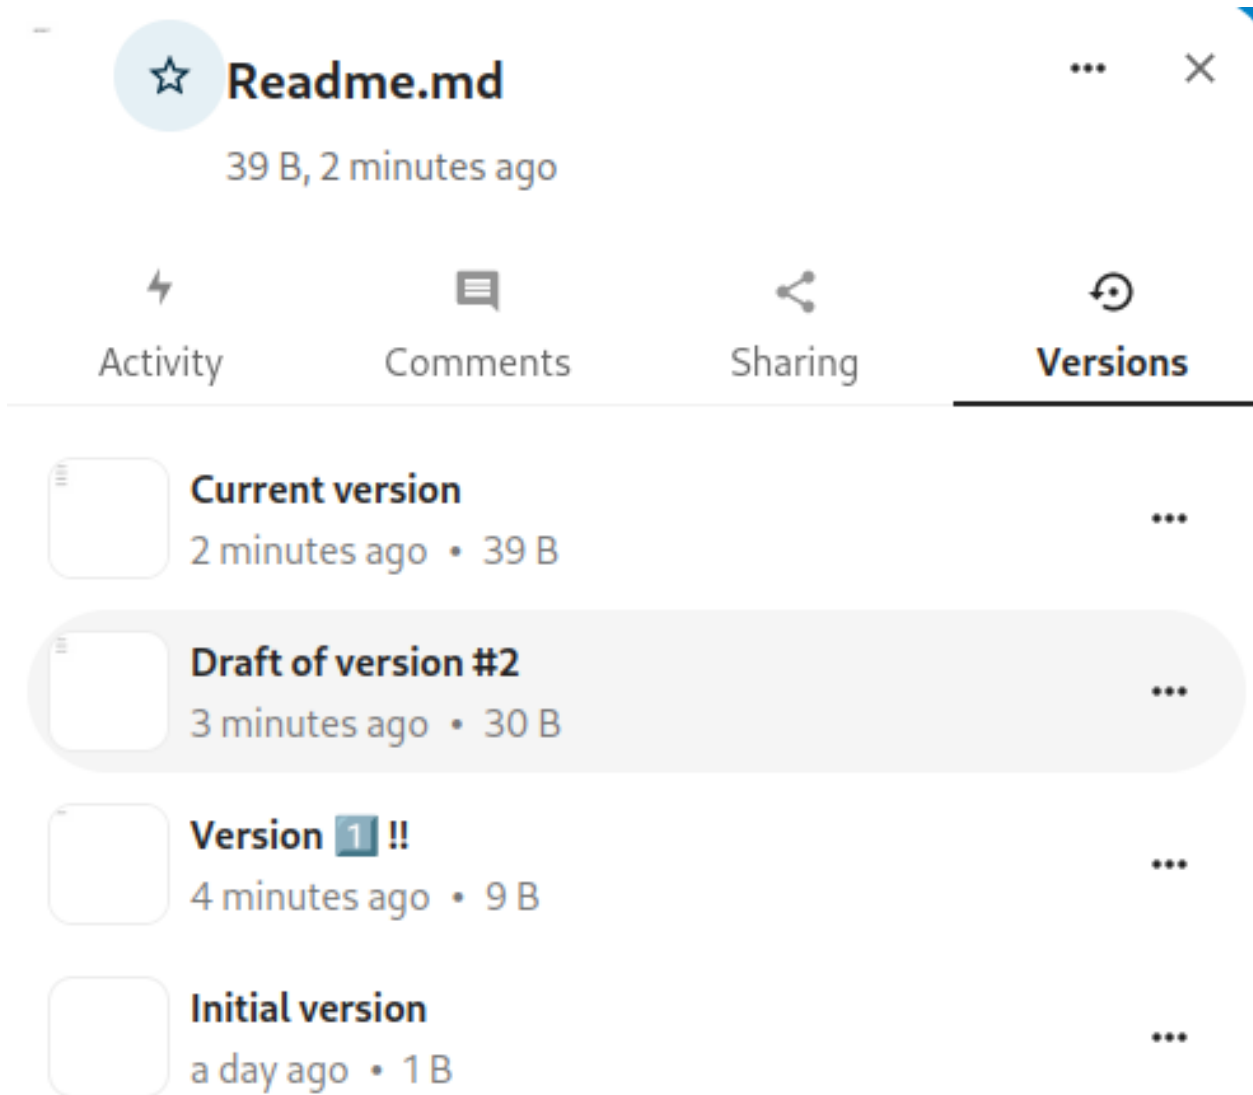 Readme.md
39 B, 2 minutes ago
Activity
Comments
Sharing
Versions
Current version
2 minutes ago • 39 B
Draft of version #2
3 minutes ago • 30 B
Version 1️⃣ !!
4 minutes ago • 9 B
Initial version
a day ago • 1 B